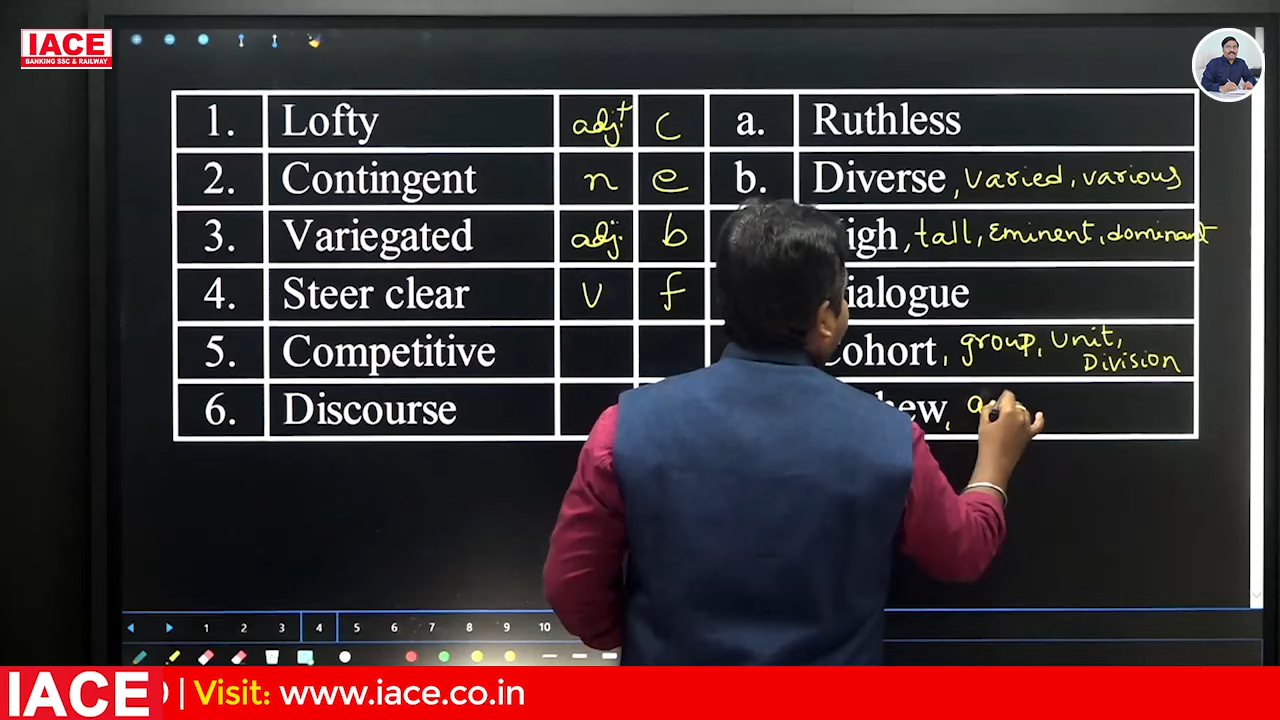 IACE
BANKING SSC & RAILWAY
1. Lofty adj+ c a. Ruthless
2. Contingent n e b. Diverse, varied, various
3. Variegated adj. b igh, tall, Eminent, dominant
4. Steer clear v f ialogue
5. Competitive ohort, group, Unit, Division
6. Discourse hew, a
1 2 3 4 5 6 7 8 9 10
IACE | Visit: www.iace.co.in